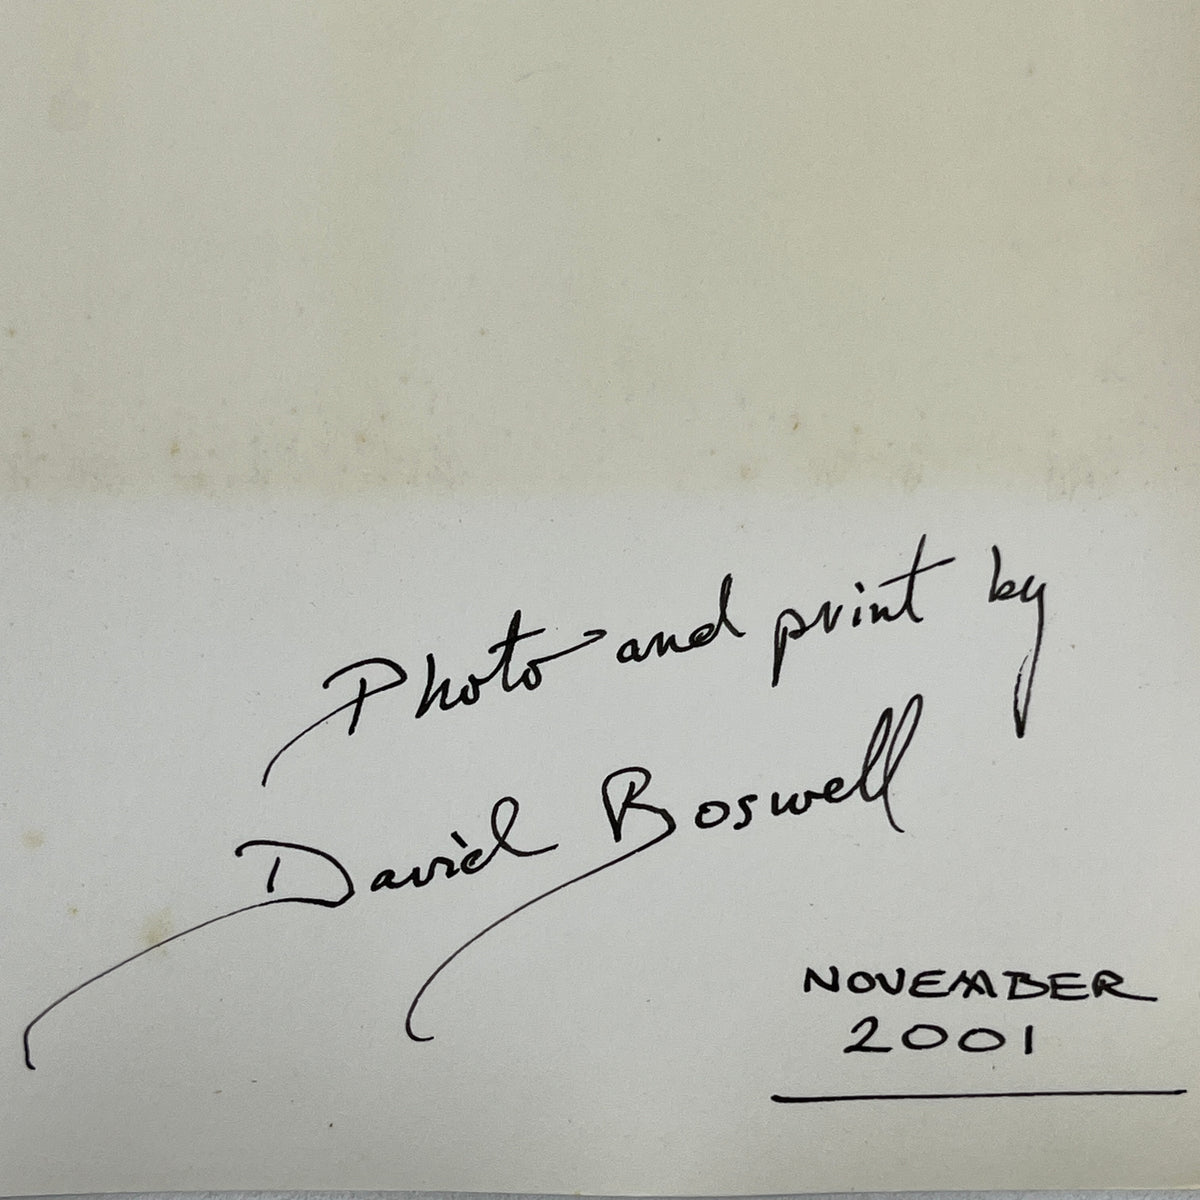 Photo and print by
David Boswell
NOVEMBER
2001